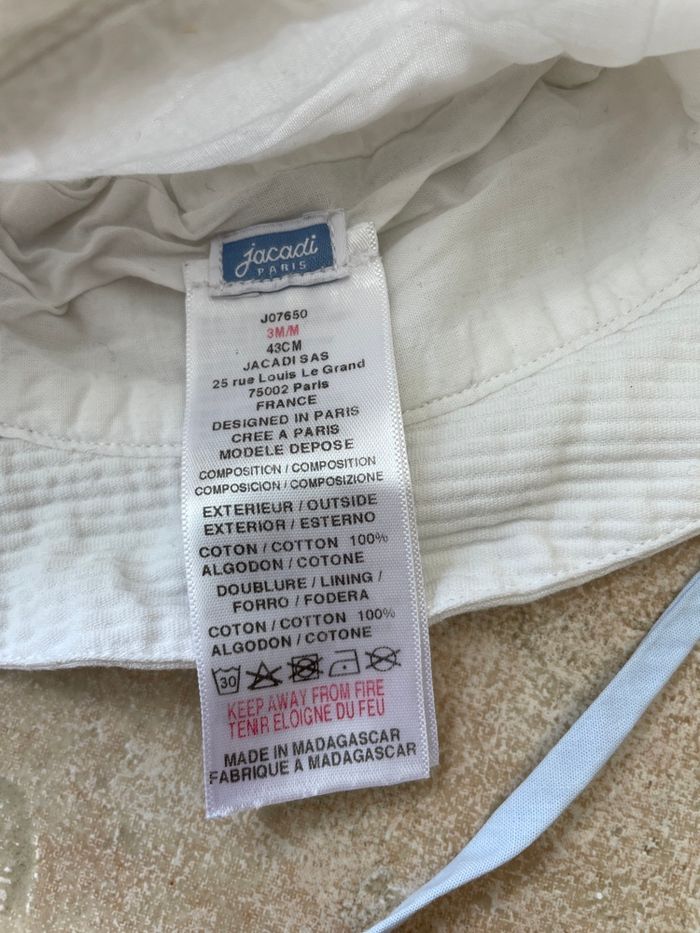 jacadi
PARIS
J07650
3M/M
43CM
JACADI SAS
25 rue Louis Le Grand
75002 Paris
FRANCE
DESIGNED IN PARIS
CREE A PARIS
MODELE DEPOSE
COMPOSITION / COMPOSITION
COMPOSICION / COMPOSIZIONE
EXTERIEUR / OUTSIDE
EXTERIOR / ESTERNO
COTON / COTTON 100%
ALGODON / COTONE
DOUBLURE / LINING /
FORRO / FODERA
COTON / COTTON 100%
ALGODON / COTONE
30
KEEP AWAY FROM FIRE
TENIR ELOIGNE DU FEU
MADE IN MADAGASCAR
FABRIQUE A MADAGASCAR